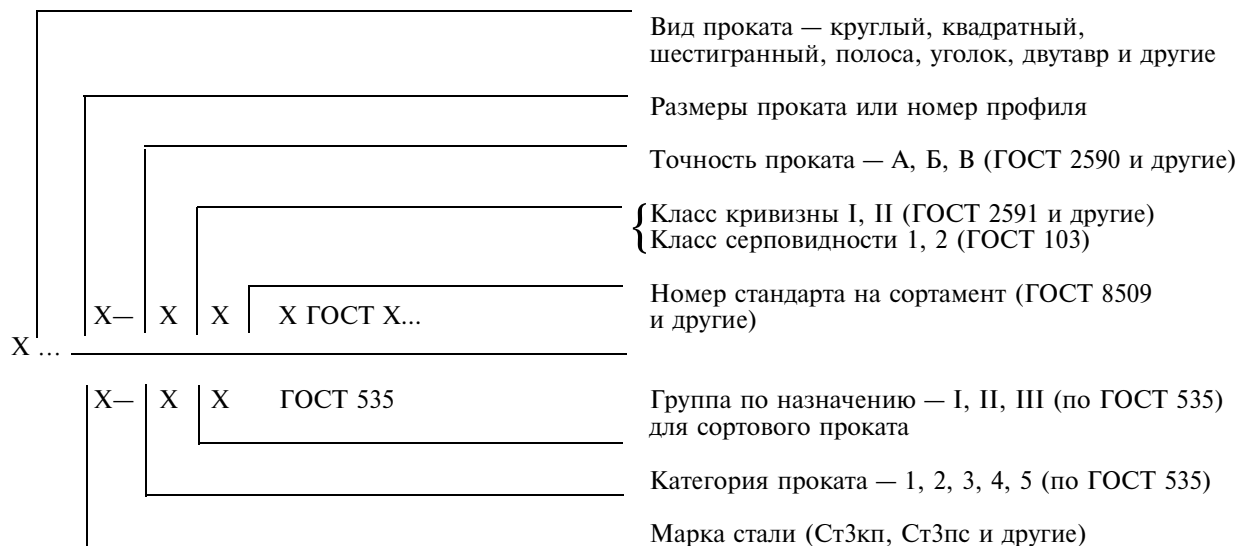 Вид проката — круглый, квадратный,
шестигранный, полоса, уголок, двутавр и другие
Размеры проката или номер профиля
Точность проката — А, Б, В (ГОСТ 2590 и другие)
Класс кривизны I, II (ГОСТ 2591 и другие)
Класс серповидности 1, 2 (ГОСТ 103)
Номер стандарта на сортамент (ГОСТ 8509
и другие)
Х— Х Х Х ГОСТ Х...
Х ...
Х— Х Х ГОСТ 535
Группа по назначению — I, II, III (по ГОСТ 535)
для сортового проката
Категория проката — 1, 2, 3, 4, 5 (по ГОСТ 535)
Марка стали (Ст3кп, Ст3пс и другие)